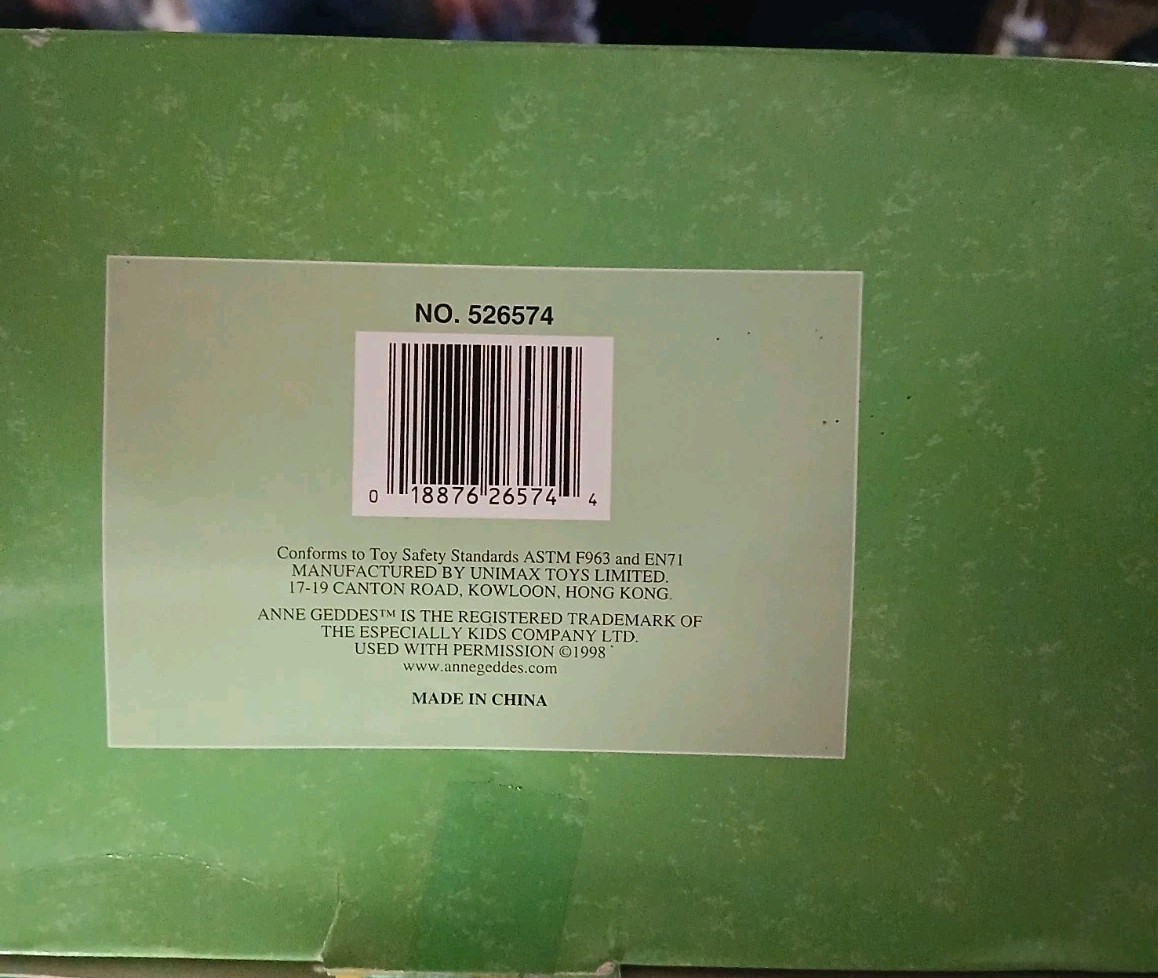 NO. 526574
0 18876 26574 4
Conforms to Toy Safety Standards ASTM F963 and EN71
MANUFACTURED BY UNIMAX TOYS LIMITED.
17-19 CANTON ROAD, KOWLOON, HONG KONG.
ANNE GEDDES™ IS THE REGISTERED TRADEMARK OF
THE ESPECIALLY KIDS COMPANY LTD.
USED WITH PERMISSION ©1998
www.annegeddes.com
MADE IN CHINA